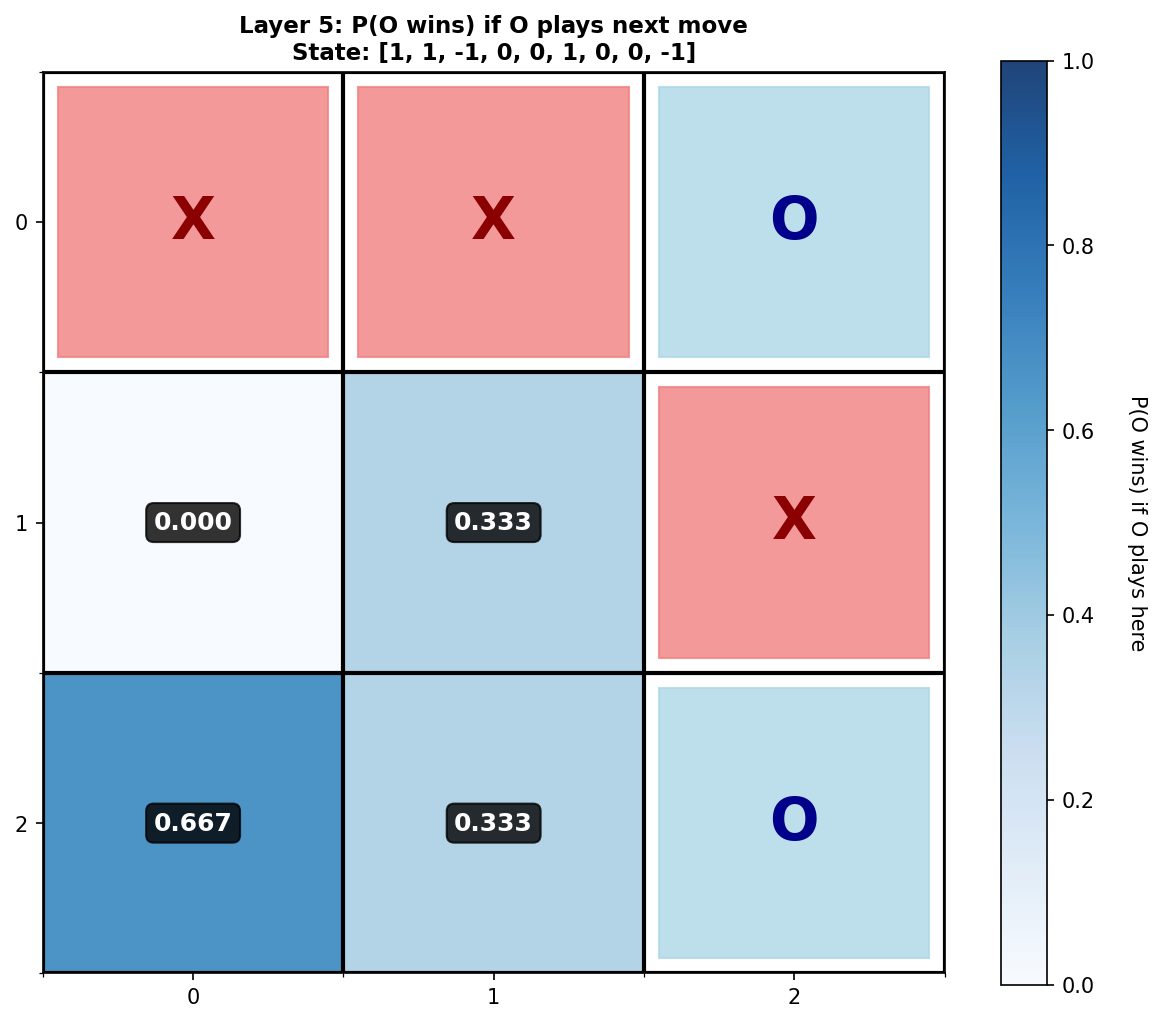 Layer 5: P(O wins) if O plays next move
State: [1, 1, -1, 0, 0, 1, 0, 0, -1]
1.0
0
X
X
O
0.8
0.6
P(O wins) if O plays here
1
0.000
0.333
X
0.4
2
0.667
0.333
O
0.2
0.0
0
1
2